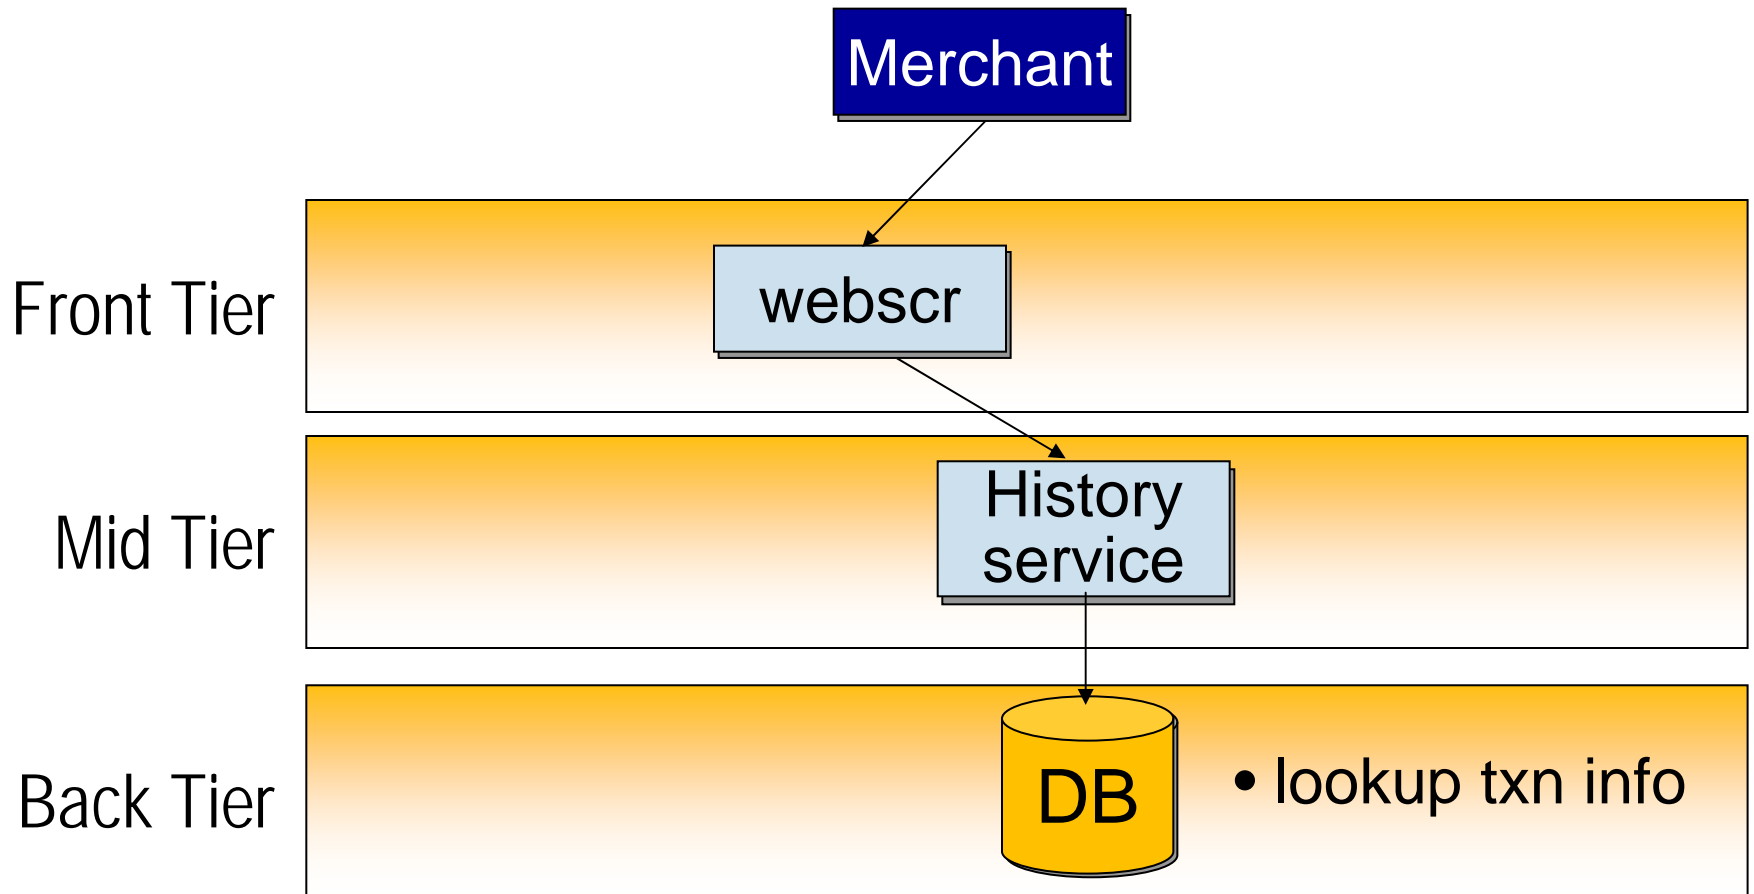 Merchant
Front Tier
webscr
Mid Tier
History
service
Back Tier
DB
• lookup txn info